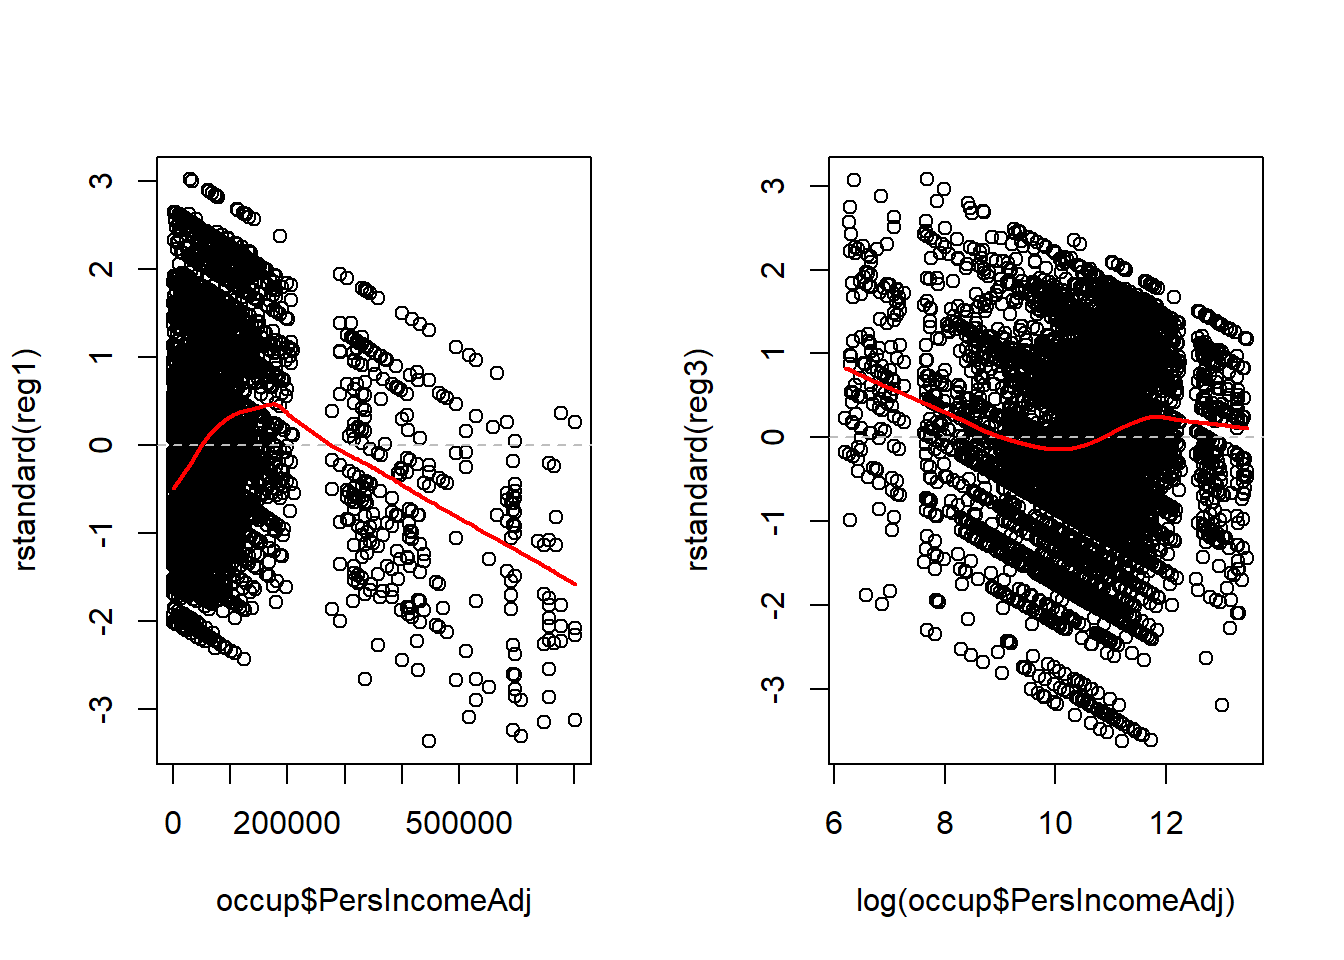 rstandard(reg1)
3
2
1
0
-1
-2
-3
0 200000 500000
occup$PersIncomeAdj
rstandard(reg3)
3
2
1
0
-1
-2
-3
6 8 10 12
log(occup$PersIncomeAdj)